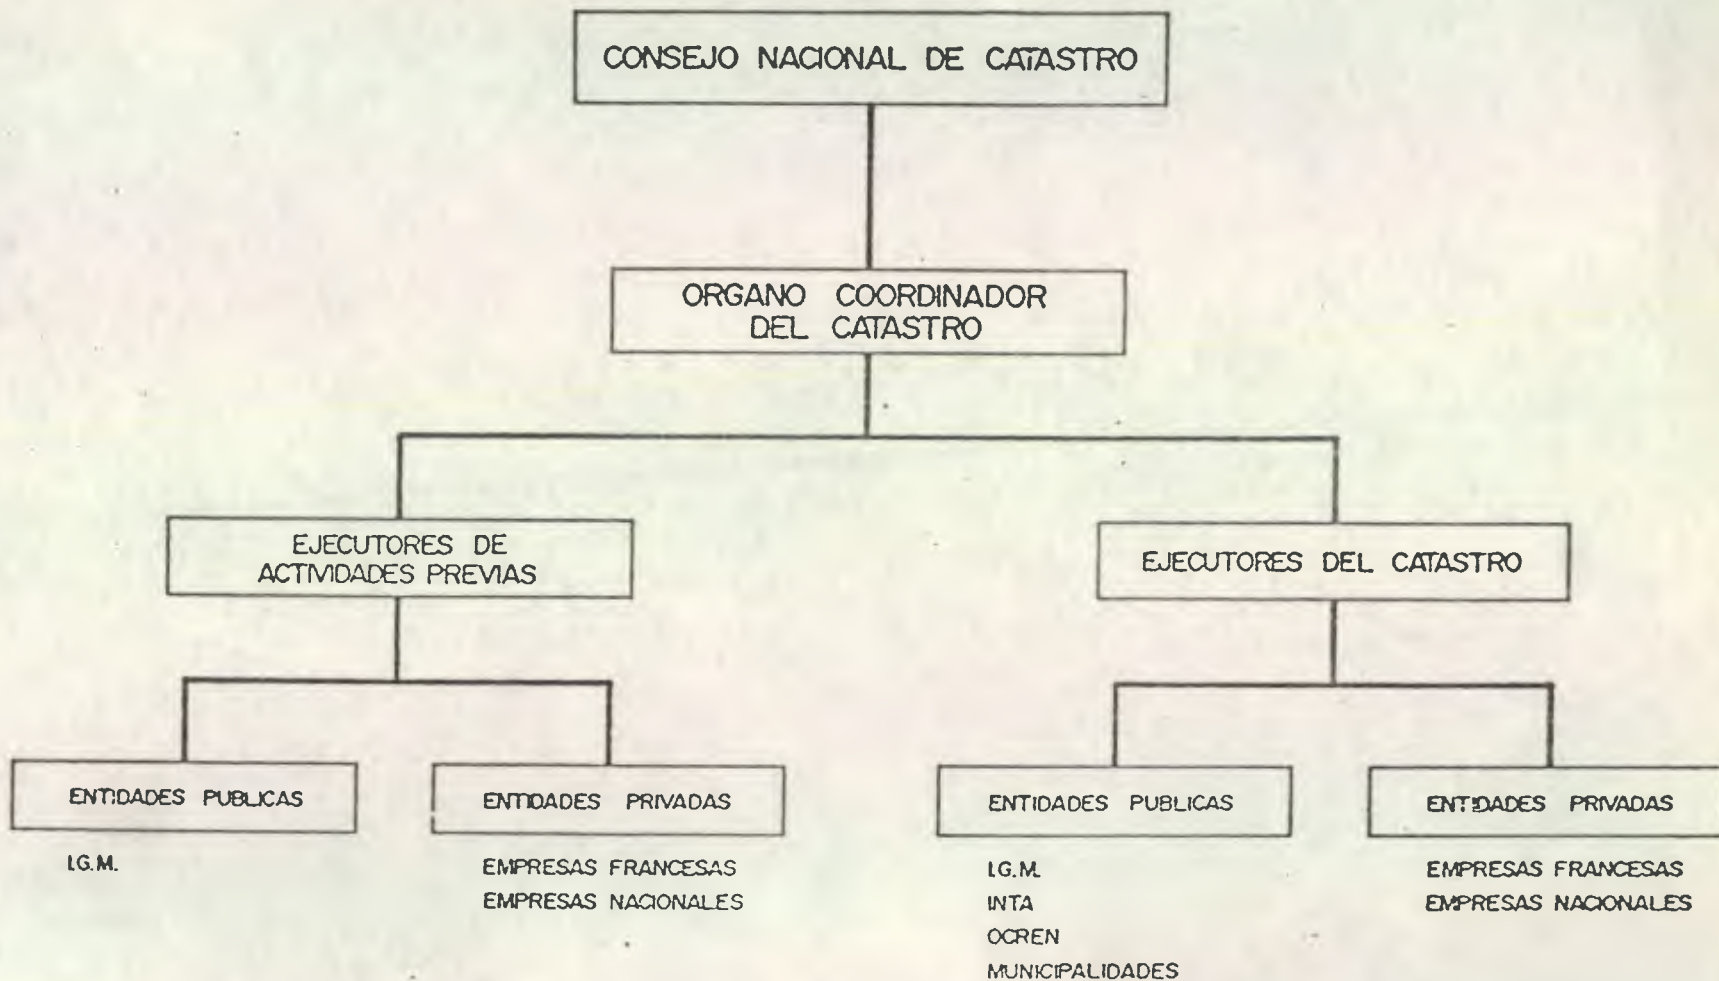 CONSEJO NACIONAL DE CATASTRO
ORGANO COORDINADOR
DEL CATASTRO
EJECUTORES DE
ACTIVIDADES PREVIAS
EJECUTORES DEL CATASTRO
ENTIDADES PUBLICAS
I.G.M.
ENTIDADES PRIVADAS
EMPRESAS FRANCESAS
EMPRESAS NACIONALES
ENTIDADES PUBLICAS
I.G.M.
INTA
OCREN
MUNICIPALIDADES
ENTIDADES PRIVADAS
EMPRESAS FRANCESAS
EMPRESAS NACIONALES